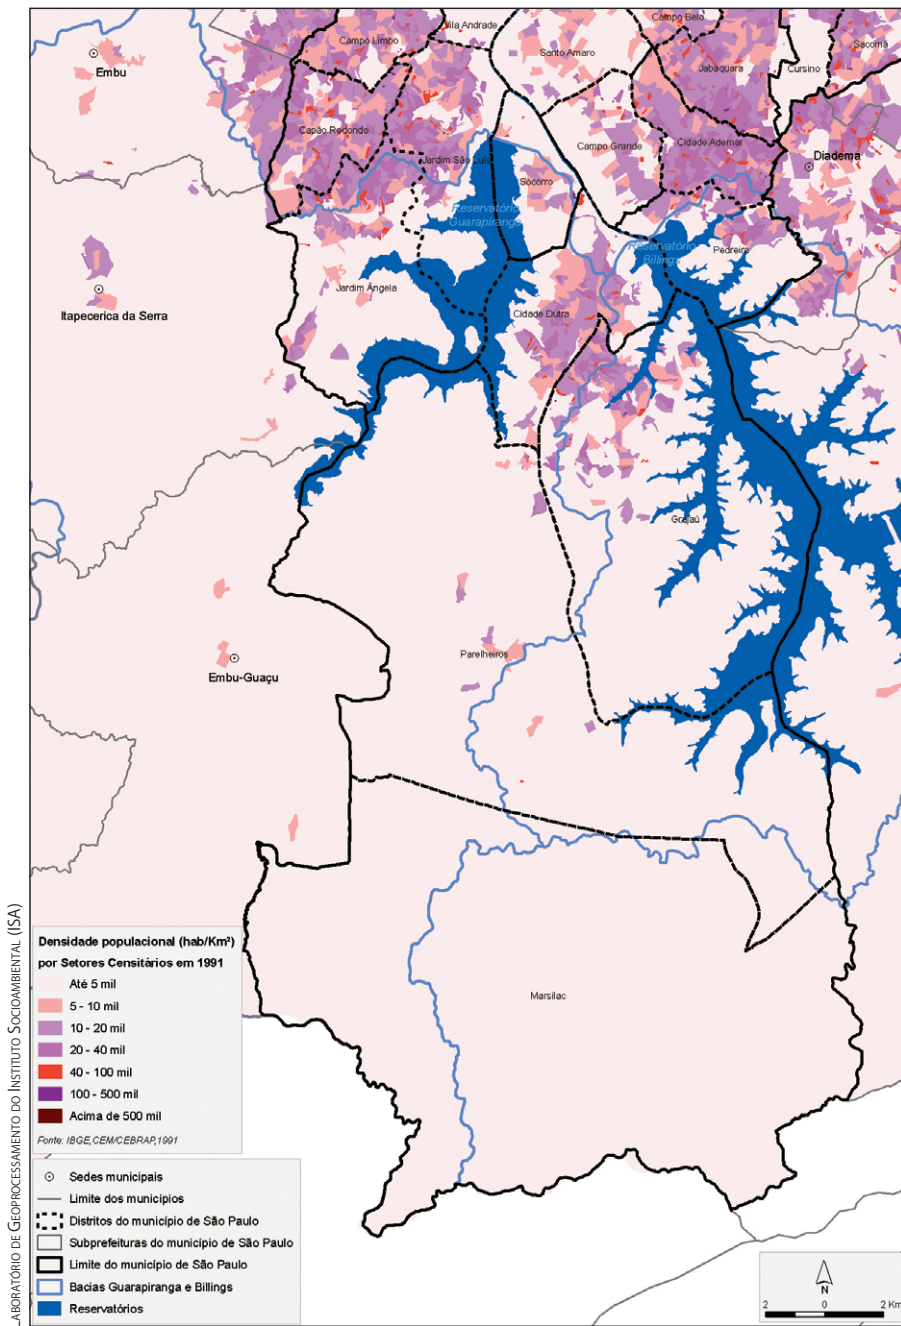 Vila Andrade
Campo Belo
Campo Limpo
Santo Amaro
Sacomã
Embu
Jabaquara
Cursino
Capão Redondo
Campo Grande
Cidade Ademar
Diadema
Jardim São Luís
Socorro
Reservatório
Guarapiranga
Reservatório
Billings
Pedreira
Jardim Ângela
Itapecerica da Serra
Cidade Dutra
Grajaú
Parelheiros
Embu-Guaçu
Marsilac
LABORATÓRIO DE GEOPROCESSAMENTO DO INSTITUTO SOCIOAMBIENTAL (ISA)
Densidade populacional (hab/Km²)
por Setores Censitários em 1991
Até 5 mil
5 - 10 mil
10 - 20 mil
20 - 40 mil
40 - 100 mil
100 - 500 mil
Acima de 500 mil
Fonte: IBGE,CEM/CEBRAP,1991
Sedes municipais
Limite dos municípios
Distritos do município de São Paulo
Subprefeituras do município de São Paulo
Limite do município de São Paulo
Bacias Guarapiranga e Billings
Reservatórios
N
2 0 2 Km